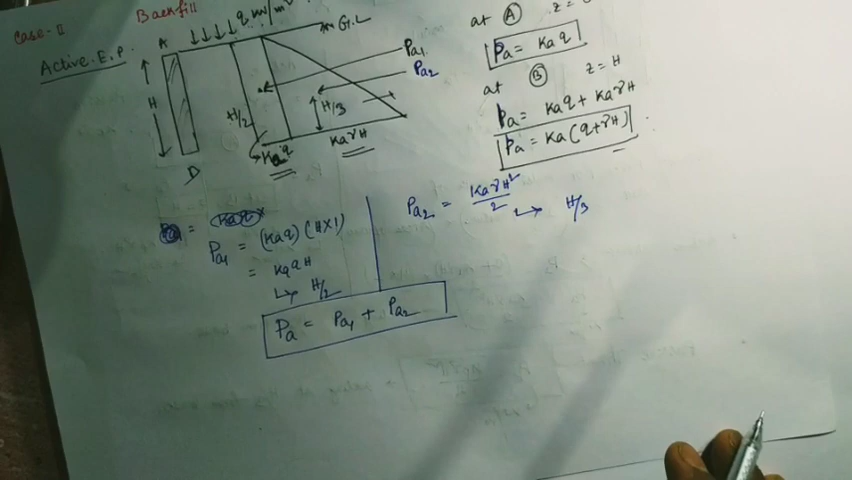 Case-II
Backfill
q kN/m²
G.L
Active. E. P.
A
H
H/2
H/3
Pa₁
Pa₂
Kaq
KaγH
at Ⓐ
Pa = Kaq
at Ⓑ z = H
Pa = Kaq + KaγH
Pa = Ka(q+γH)
Pa₁ = (Kaq)(H×1)
= KaqH
↳ H/2
Pa₂ = KaγH²/2
↳ H/3
Pa = Pa₁ + Pa₂